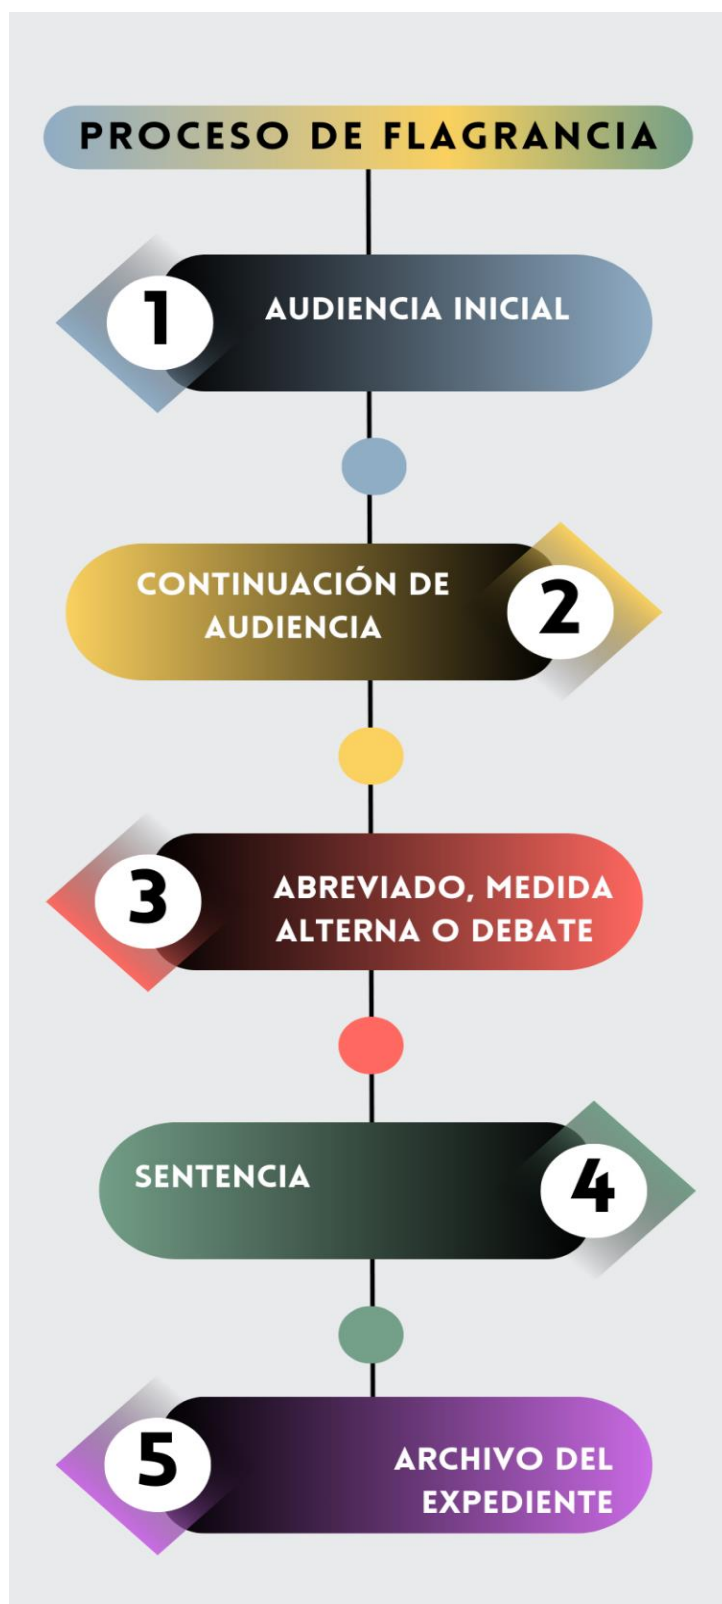 PROCESO DE FLAGRANCIA
1
AUDIENCIA INICIAL
CONTINUACIÓN DE
AUDIENCIA
2
3
ABREVIADO, MEDIDA
ALTERNA O DEBATE
SENTENCIA
4
5
ARCHIVO DEL
EXPEDIENTE